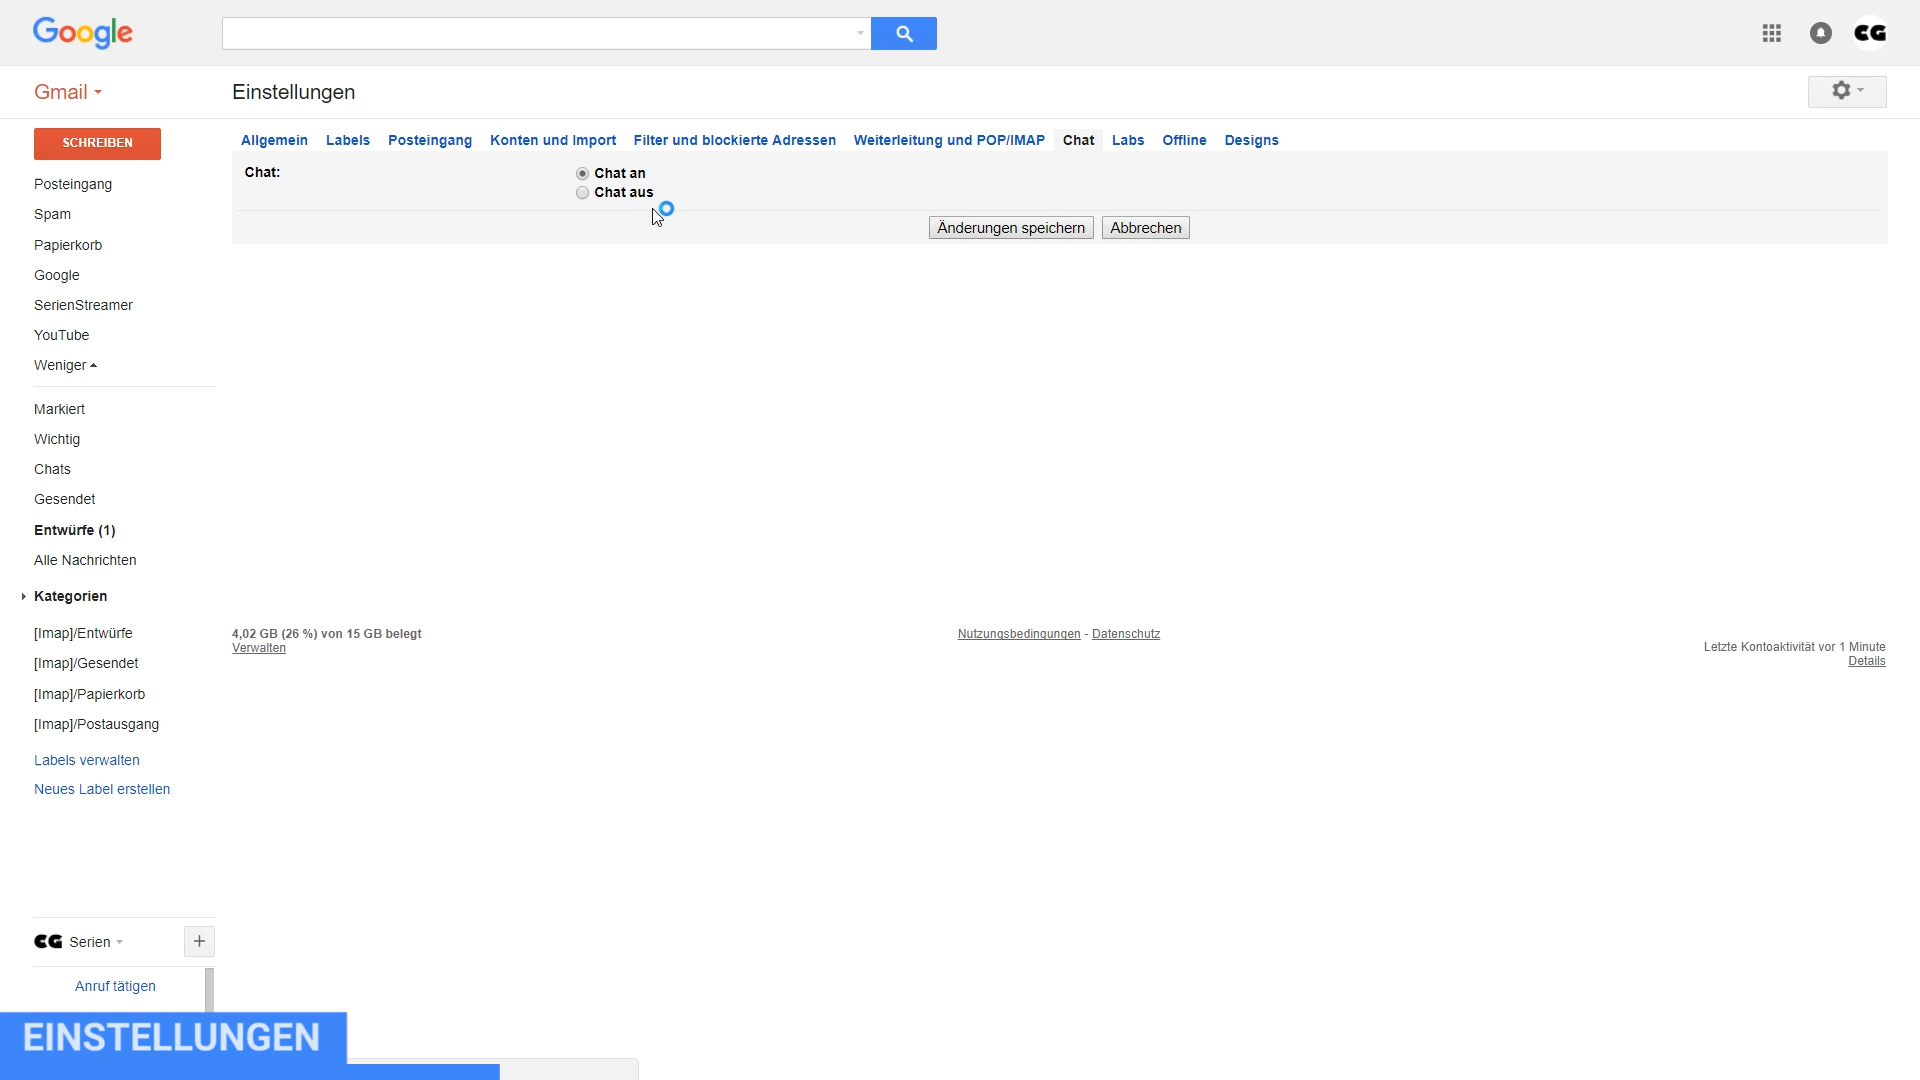 Google
Gmail
Einstellungen
SCHREIBEN
Allgemein Labels Posteingang Konten und Import Filter und blockierte Adressen Weiterleitung und POP/IMAP Chat Labs Offline Designs
Chat:
Chat an
Chat aus
Änderungen speichern Abbrechen
Posteingang
Spam
Papierkorb
Google
SerienStreamer
YouTube
Weniger
Markiert
Wichtig
Chats
Gesendet
Entwürfe (1)
Alle Nachrichten
Kategorien
[Imap]/Entwürfe
[Imap]/Gesendet
[Imap]/Papierkorb
[Imap]/Postausgang
Labels verwalten
Neues Label erstellen
4,02 GB (26 %) von 15 GB belegt
Verwalten
Nutzungsbedingungen - Datenschutz
Letzte Kontoaktivität vor 1 Minute
Details
CG
CG Serien
+
Anruf tätigen
EINSTELLUNGEN